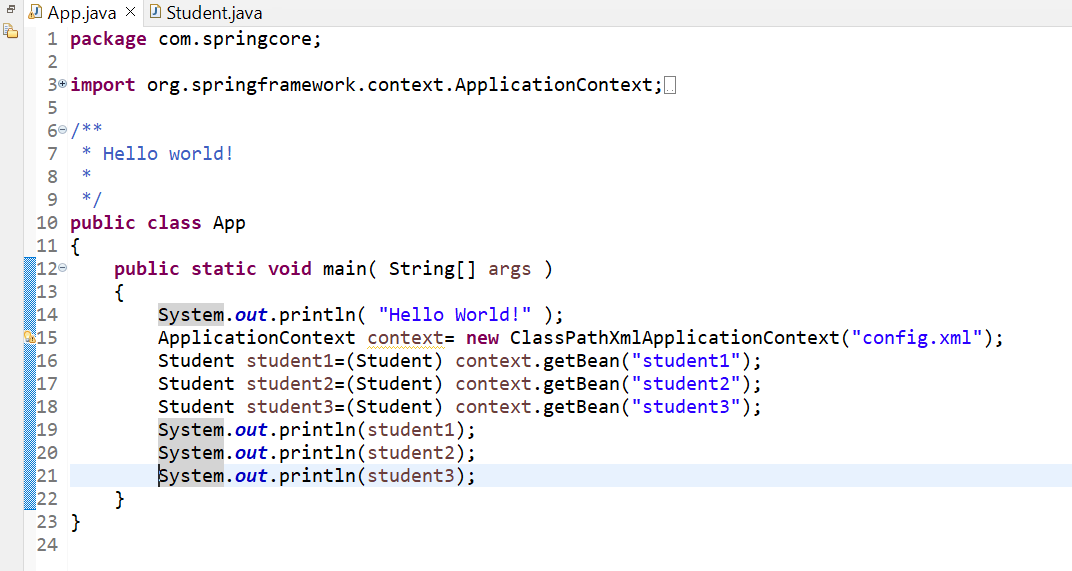 App.java Student.java
1 package com.springcore;
2
3 import org.springframework.context.ApplicationContext;
5
6 /**
7 * Hello world!
8 *
9 */
10 public class App
11 {
12 public static void main( String[] args )
13 {
14 System.out.println( "Hello World!" );
15 ApplicationContext context= new ClassPathXmlApplicationContext("config.xml");
16 Student student1=(Student) context.getBean("student1");
17 Student student2=(Student) context.getBean("student2");
18 Student student3=(Student) context.getBean("student3");
19 System.out.println(student1);
20 System.out.println(student2);
21 System.out.println(student3);
22 }
23 }
24